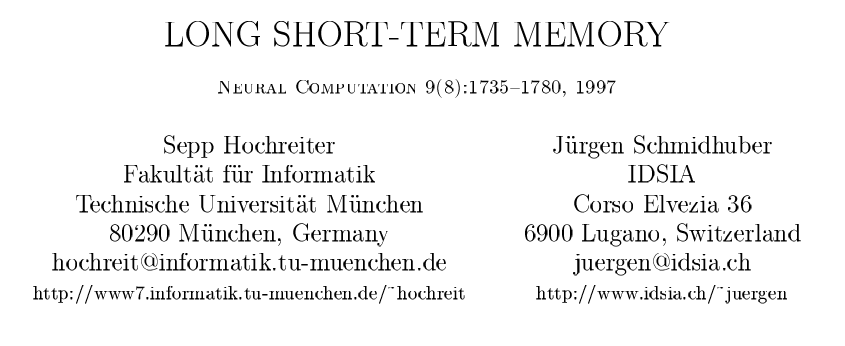 LONG SHORT-TERM MEMORY
NEURAL COMPUTATION 9(8):1735–1780, 1997
Sepp Hochreiter
Fakultät für Informatik
Technische Universität München
80290 München, Germany
hochreit@informatik.tu-muenchen.de
http://www7.informatik.tu-muenchen.de/~hochreit
Jürgen Schmidhuber
IDSIA
Corso Elvezia 36
6900 Lugano, Switzerland
juergen@idsia.ch
http://www.idsia.ch/~juergen